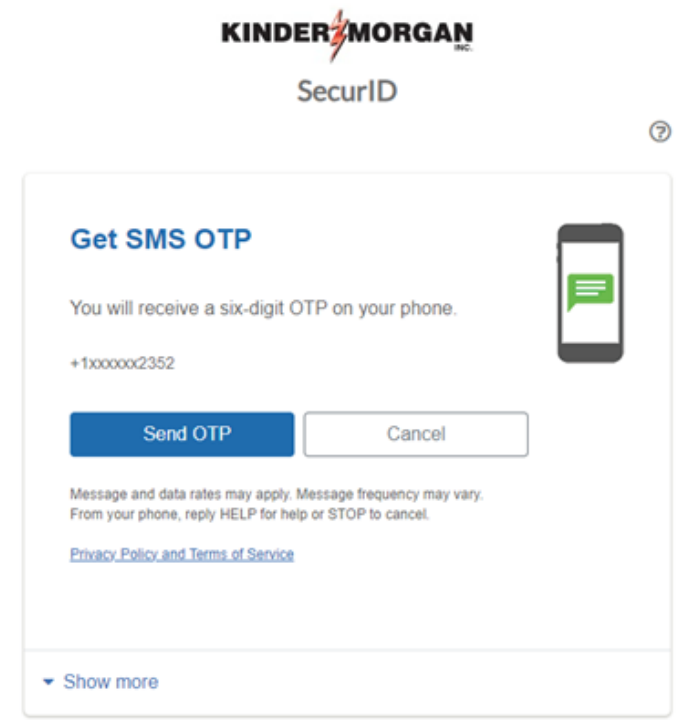 KINDER MORGAN
INC.
SecurID
?
Get SMS OTP
You will receive a six-digit OTP on your phone.
+1xxxxxx2352
Send OTP
Cancel
Message and data rates may apply. Message frequency may vary.
From your phone, reply HELP for help or STOP to cancel.
Privacy Policy and Terms of Service
Show more